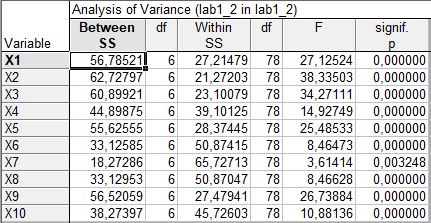 Analysis of Variance (lab1_2 in lab1_2)
Variable Between SS df Within SS df F signif. p
X1 56,78521 6 27,21479 78 27,12524 0,000000
X2 62,72797 6 21,27203 78 38,33503 0,000000
X3 60,89921 6 23,10079 78 34,27111 0,000000
X4 44,89875 6 39,10125 78 14,92749 0,000000
X5 55,62555 6 28,37445 78 25,48533 0,000000
X6 33,12585 6 50,87415 78 8,46473 0,000000
X7 18,27286 6 65,72713 78 3,61414 0,003248
X8 33,12953 6 50,87047 78 8,46628 0,000000
X9 56,52059 6 27,47941 78 26,73884 0,000000
X10 38,27397 6 45,72603 78 10,88136 0,000000